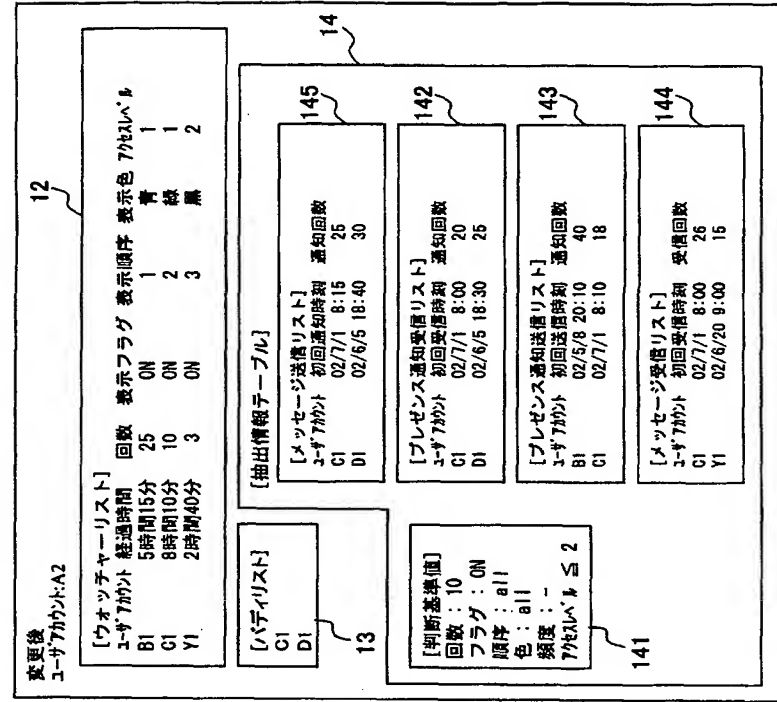 変更後
ユーザアカウント:A2
12
[ウォッチャーリスト]
ユーザアカウント 経過時間 回数 表示フラグ 表示順序 表示色 アクセスレベル
B1 5時間15分 25 ON 1 青 1
C1 8時間10分 10 ON 2 緑 1
Y1 2時間40分 3 ON 3 黒 2
[バディリスト]
C1
D1
13
[抽出情報テーブル]
14
[メッセージ送信リスト]
ユーザアカウント 初回通知時刻 通知回数
C1 02/7/1 8:15 25
D1 02/6/5 18:40 30
145
[プレゼンス通知受信リスト]
ユーザアカウント 初回受信時刻 通知回数
C1 02/7/1 8:00 20
D1 02/6/5 18:30 25
142
[プレゼンス通知送信リスト]
ユーザアカウント 初回送信時刻 通知回数
B1 02/5/8 20:10 40
C1 02/7/1 8:10 18
143
[メッセージ受信リスト]
ユーザアカウント 初回受信時刻 受信回数
C1 02/7/1 8:00 26
Y1 02/6/20 9:00 15
144
[判断基準値]
回数 : 10
フラグ : ON
順序 : all
色 : all
頻度 : -
アクセスレベル ≦ 2
141